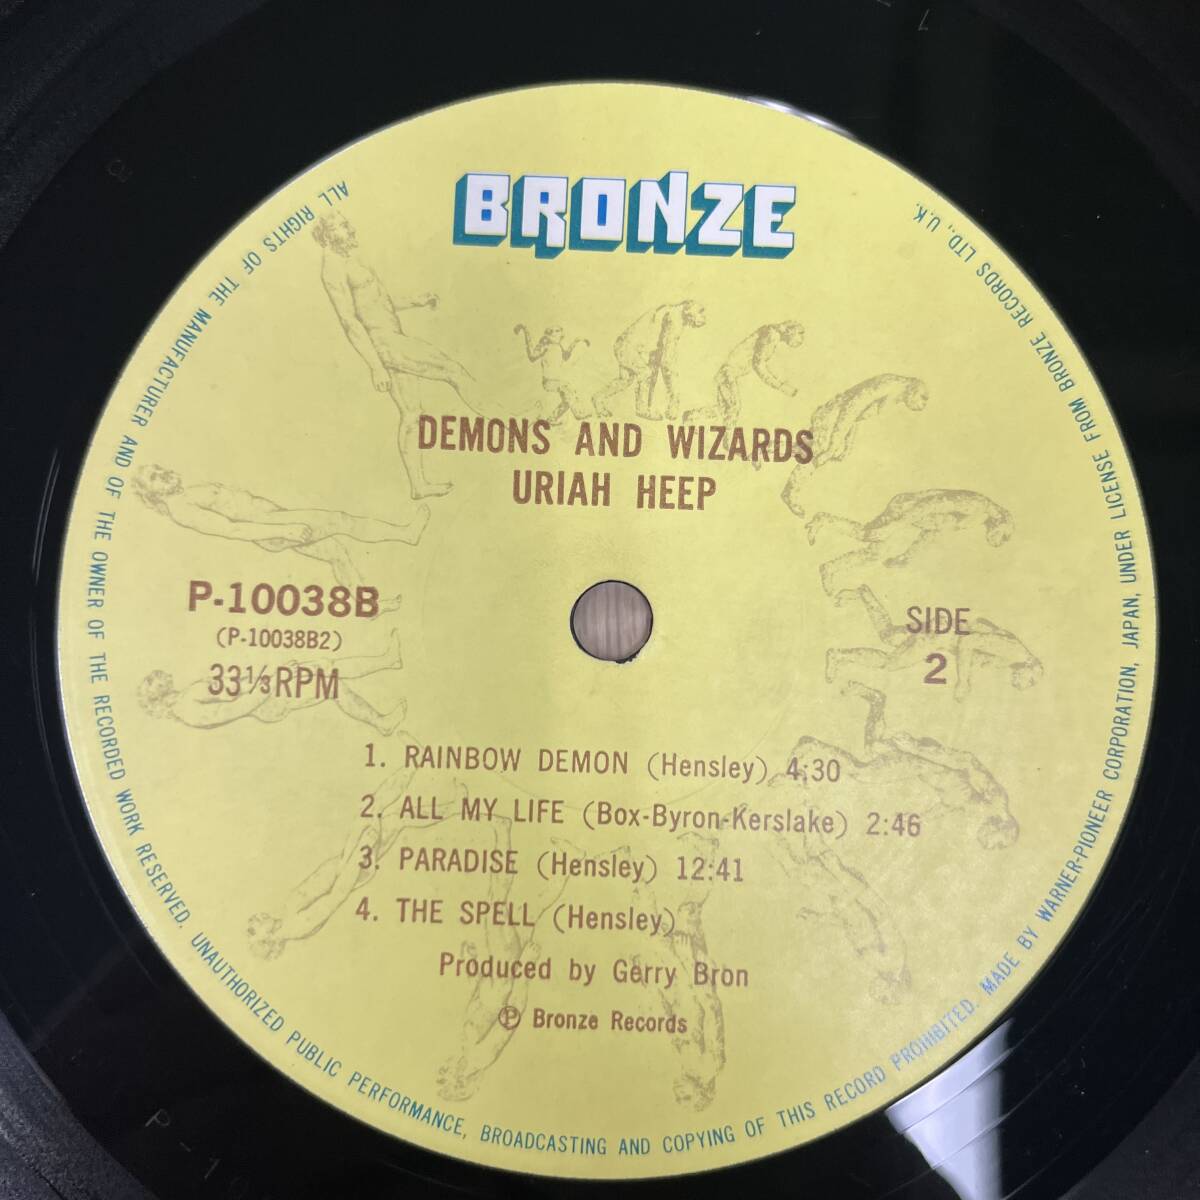 BRONZE
DEMONS AND WIZARDS
URIAH HEEP
P-10038B
(P-10038B2)
33⅓RPM
SIDE
2
1. RAINBOW DEMON (Hensley) 4:30
2. ALL MY LIFE (Box-Byron-Kerslake) 2:46
3. PARADISE (Hensley) 12:41
4. THE SPELL (Hensley)
Produced by Gerry Bron
Ⓟ Bronze Records
ALL RIGHTS OF THE MANUFACTURER AND OF THE OWNER OF THE RECORDED WORK RESERVED. UNAUTHORIZED PUBLIC PERFORMANCE, BROADCASTING AND COPYING OF THIS RECORD PROHIBITED. MADE BY WARNER-PIONEER CORPORATION, JAPAN, UNDER LICENSE FROM BRONZE RECORDS LTD., U.K.